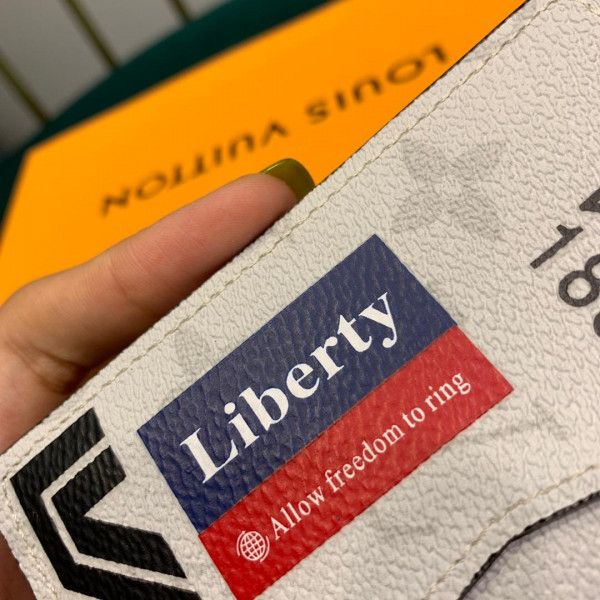 LOUIS VUITTON
Liberty
Allow freedom to ring